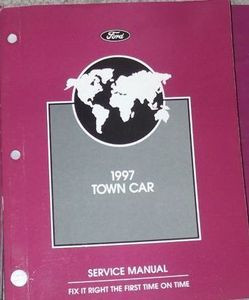 Ford
1997
TOWN CAR
SERVICE MANUAL
FIX IT RIGHT THE FIRST TIME ON TIME